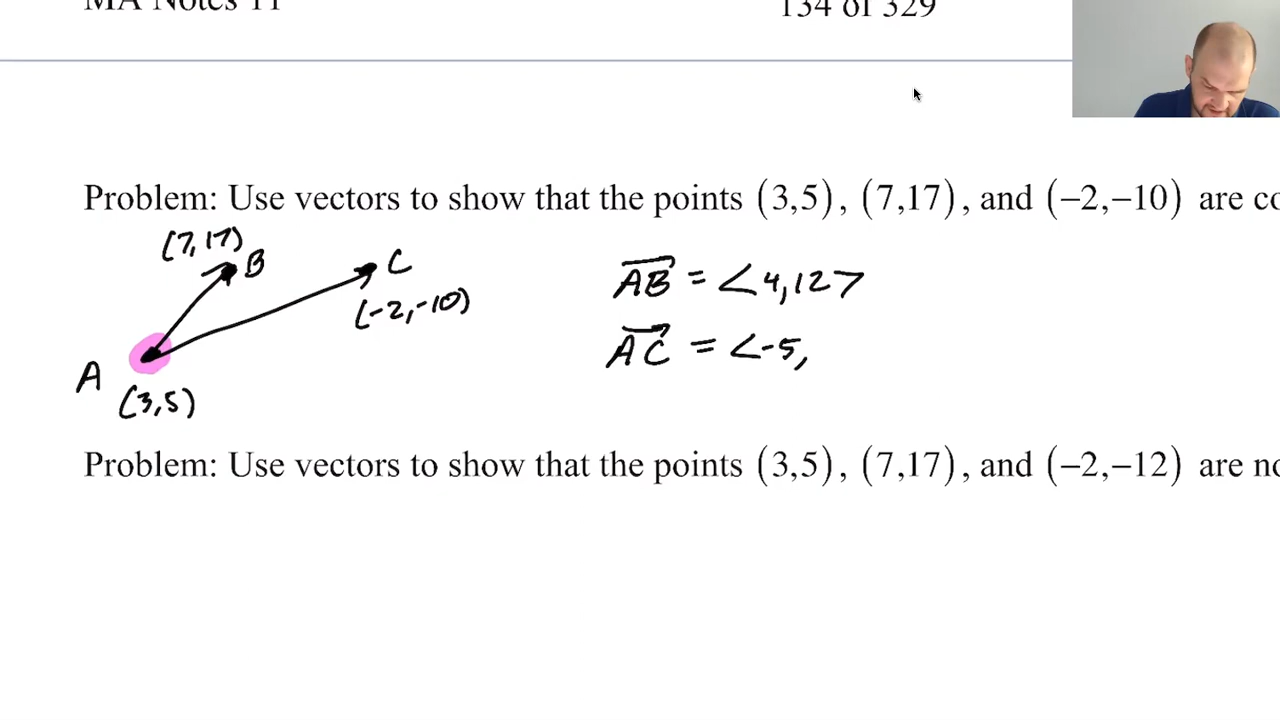 MA Notes 11
134 of 329
Problem: Use vectors to show that the points (3,5), (7,17), and (−2,−10) are co
(7,17)
B
C
(-2,-10)
A
(3,5)
AB = <4,12>
AC = <-5,
Problem: Use vectors to show that the points (3,5), (7,17), and (−2,−12) are no